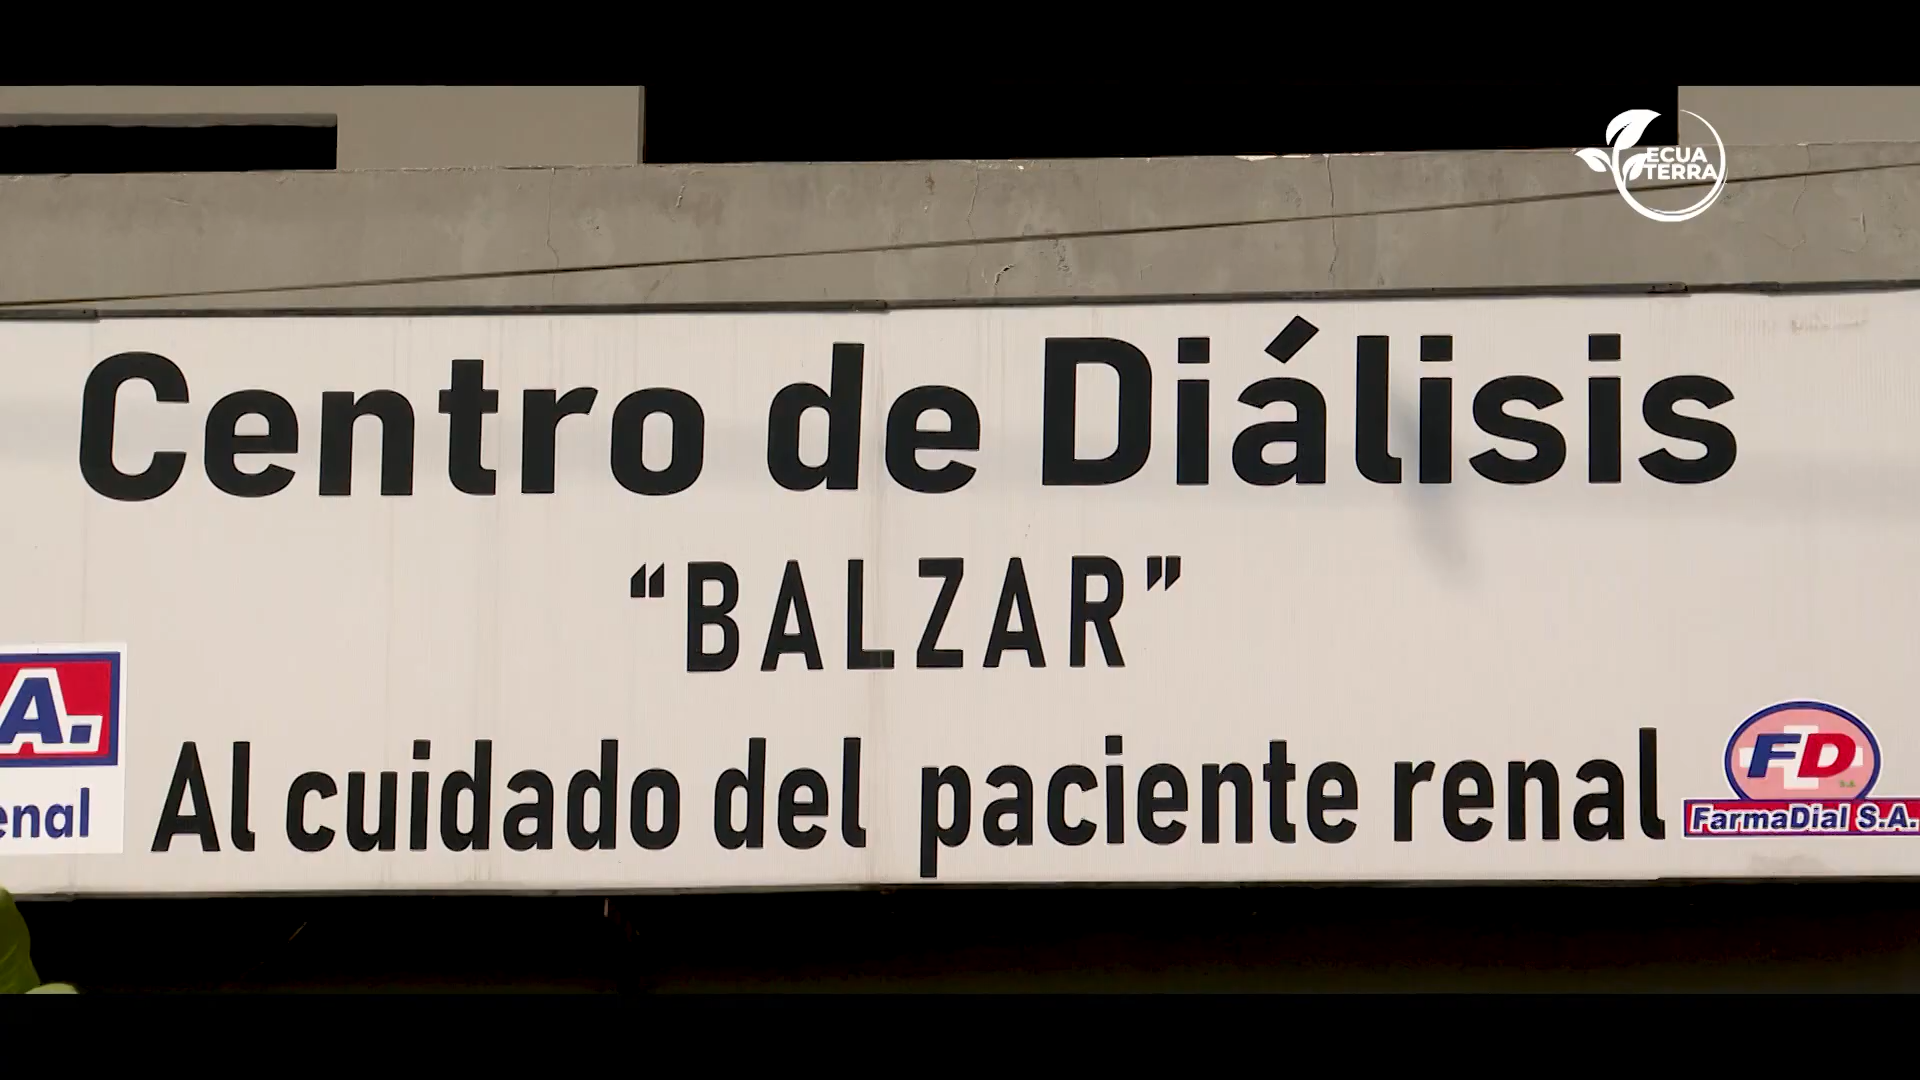 ECUA
TERRA
Centro de Diálisis
“BALZAR”
A.
enal
Al cuidado del paciente renal
FD
S.A.
FarmaDial S.A.